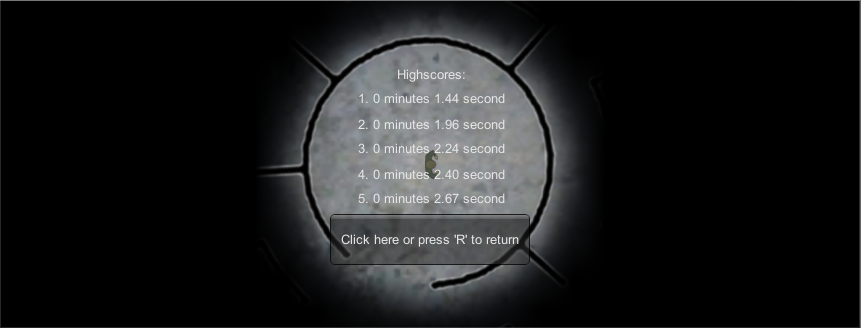 Highscores:
1. 0 minutes 1.44 second
2. 0 minutes 1.96 second
3. 0 minutes 2.24 second
4. 0 minutes 2.40 second
5. 0 minutes 2.67 second
Click here or press 'R' to return